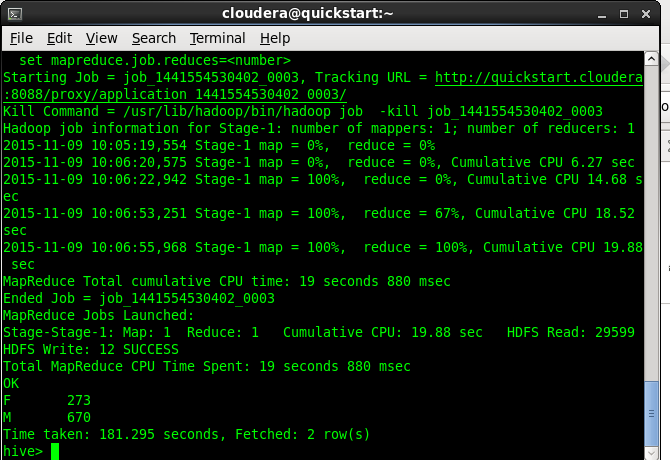 cloudera@quickstart:~
File Edit View Search Terminal Help
set mapreduce.job.reduces=<number>
Starting Job = job_1441554530402_0003, Tracking URL = http://quickstart.cloudera
:8088/proxy/application_1441554530402_0003/
Kill Command = /usr/lib/hadoop/bin/hadoop job  -kill job_1441554530402_0003
Hadoop job information for Stage-1: number of mappers: 1; number of reducers: 1
2015-11-09 10:05:19,554 Stage-1 map = 0%,  reduce = 0%
2015-11-09 10:06:20,575 Stage-1 map = 0%,  reduce = 0%, Cumulative CPU 6.27 sec
2015-11-09 10:06:22,942 Stage-1 map = 100%,  reduce = 0%, Cumulative CPU 14.68 s
ec
2015-11-09 10:06:53,251 Stage-1 map = 100%,  reduce = 67%, Cumulative CPU 18.52
sec
2015-11-09 10:06:55,968 Stage-1 map = 100%,  reduce = 100%, Cumulative CPU 19.88
sec
MapReduce Total cumulative CPU time: 19 seconds 880 msec
Ended Job = job_1441554530402_0003
MapReduce Jobs Launched:
Stage-Stage-1: Map: 1  Reduce: 1   Cumulative CPU: 19.88 sec   HDFS Read: 29599
HDFS Write: 12 SUCCESS
Total MapReduce CPU Time Spent: 19 seconds 880 msec
OK
F       273
M       670
Time taken: 181.295 seconds, Fetched: 2 row(s)
hive>